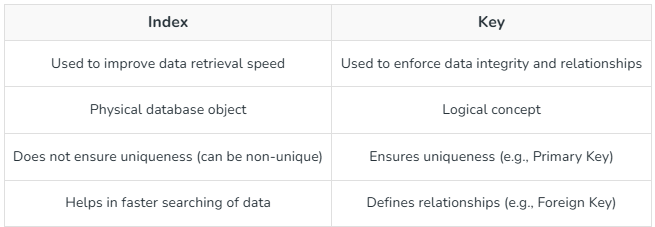 Index Key
Used to improve data retrieval speed Used to enforce data integrity and relationships
Physical database object Logical concept
Does not ensure uniqueness (can be non-unique) Ensures uniqueness (e.g., Primary Key)
Helps in faster searching of data Defines relationships (e.g., Foreign Key)